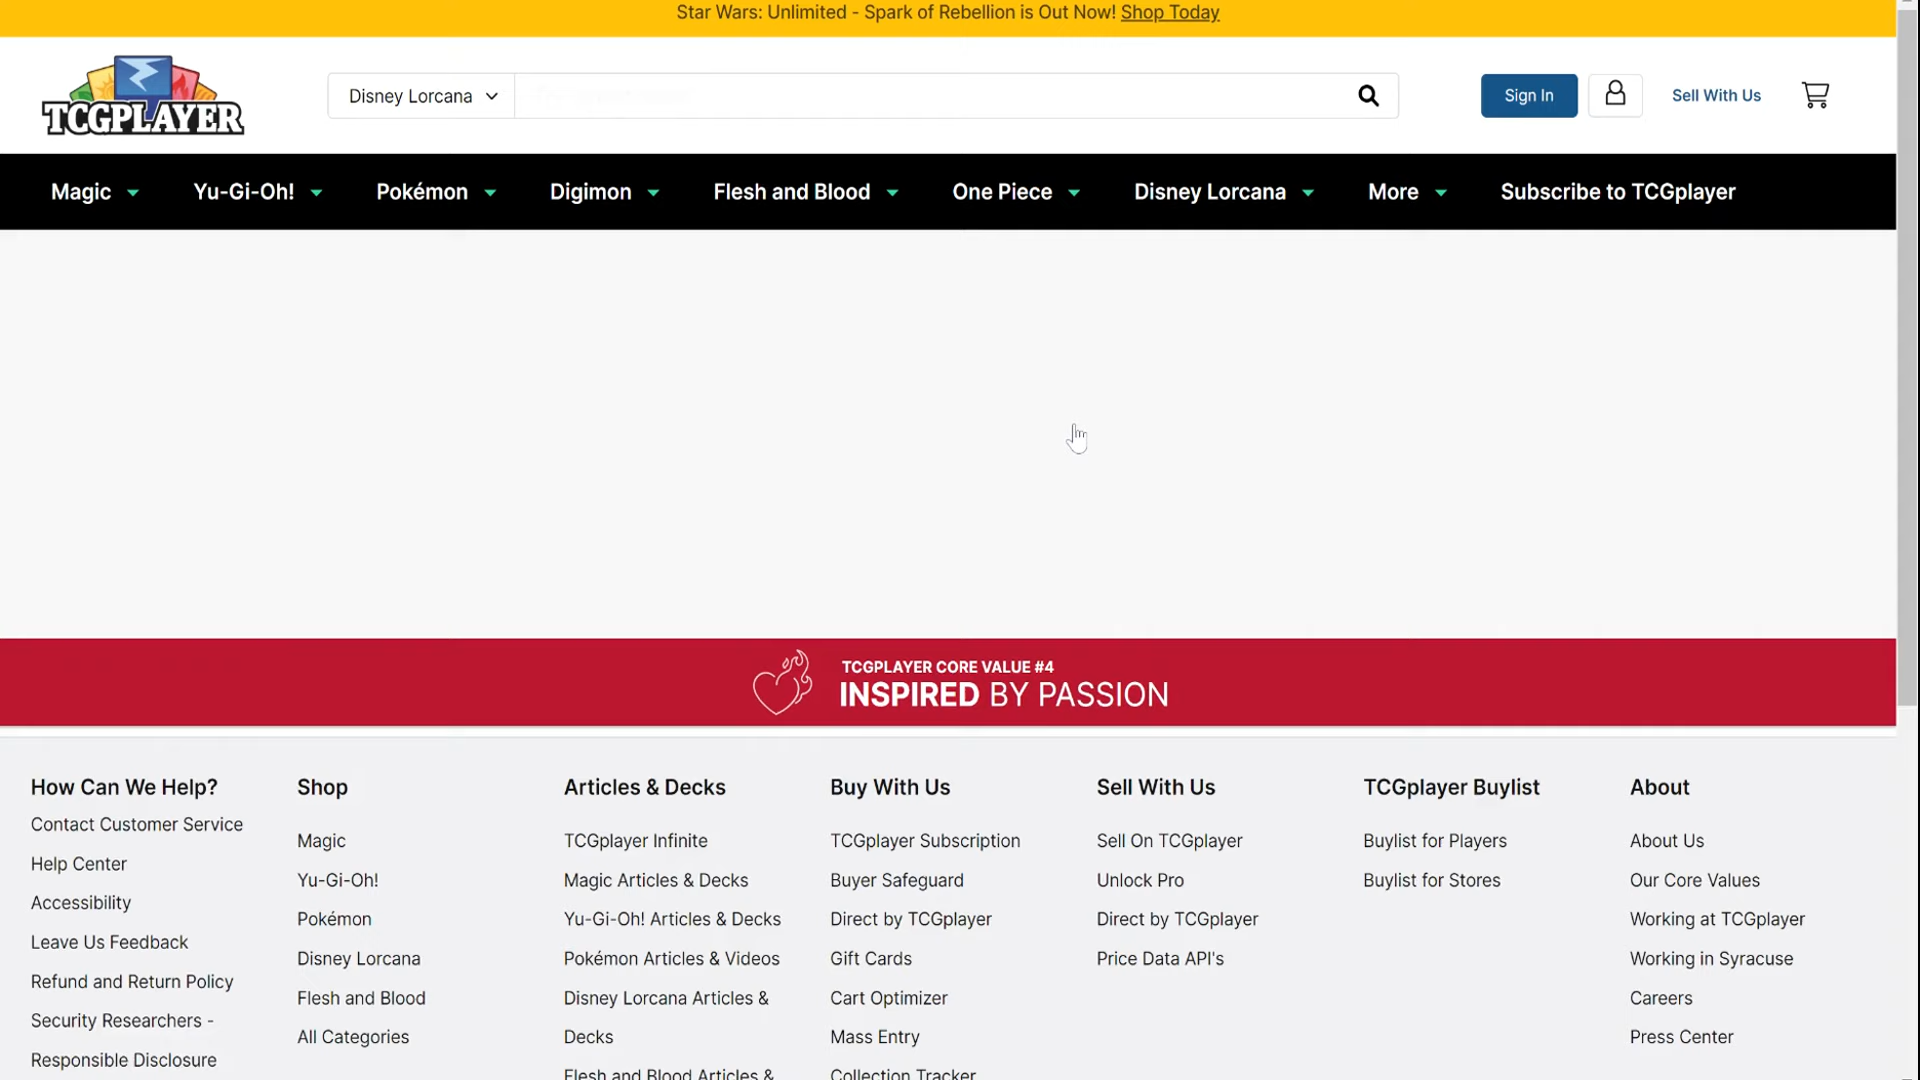 Star Wars: Unlimited - Spark of Rebellion is Out Now! Shop Today
TCGPLAYER
Disney Lorcana
Sign In
Sell With Us
Magic
Yu-Gi-Oh!
Pokémon
Digimon
Flesh and Blood
One Piece
Disney Lorcana
More
Subscribe to TCGplayer
TCGPLAYER CORE VALUE #4
INSPIRED BY PASSION
How Can We Help?
Contact Customer Service
Help Center
Accessibility
Leave Us Feedback
Refund and Return Policy
Security Researchers -
Responsible Disclosure
Shop
Magic
Yu-Gi-Oh!
Pokémon
Disney Lorcana
Flesh and Blood
All Categories
Articles & Decks
TCGplayer Infinite
Magic Articles & Decks
Yu-Gi-Oh! Articles & Decks
Pokémon Articles & Videos
Disney Lorcana Articles &
Decks
Flesh and Blood Articles &
Buy With Us
TCGplayer Subscription
Buyer Safeguard
Direct by TCGplayer
Gift Cards
Cart Optimizer
Mass Entry
Collection Tracker
Sell With Us
Sell On TCGplayer
Unlock Pro
Direct by TCGplayer
Price Data API's
TCGplayer Buylist
Buylist for Players
Buylist for Stores
About
About Us
Our Core Values
Working at TCGplayer
Working in Syracuse
Careers
Press Center